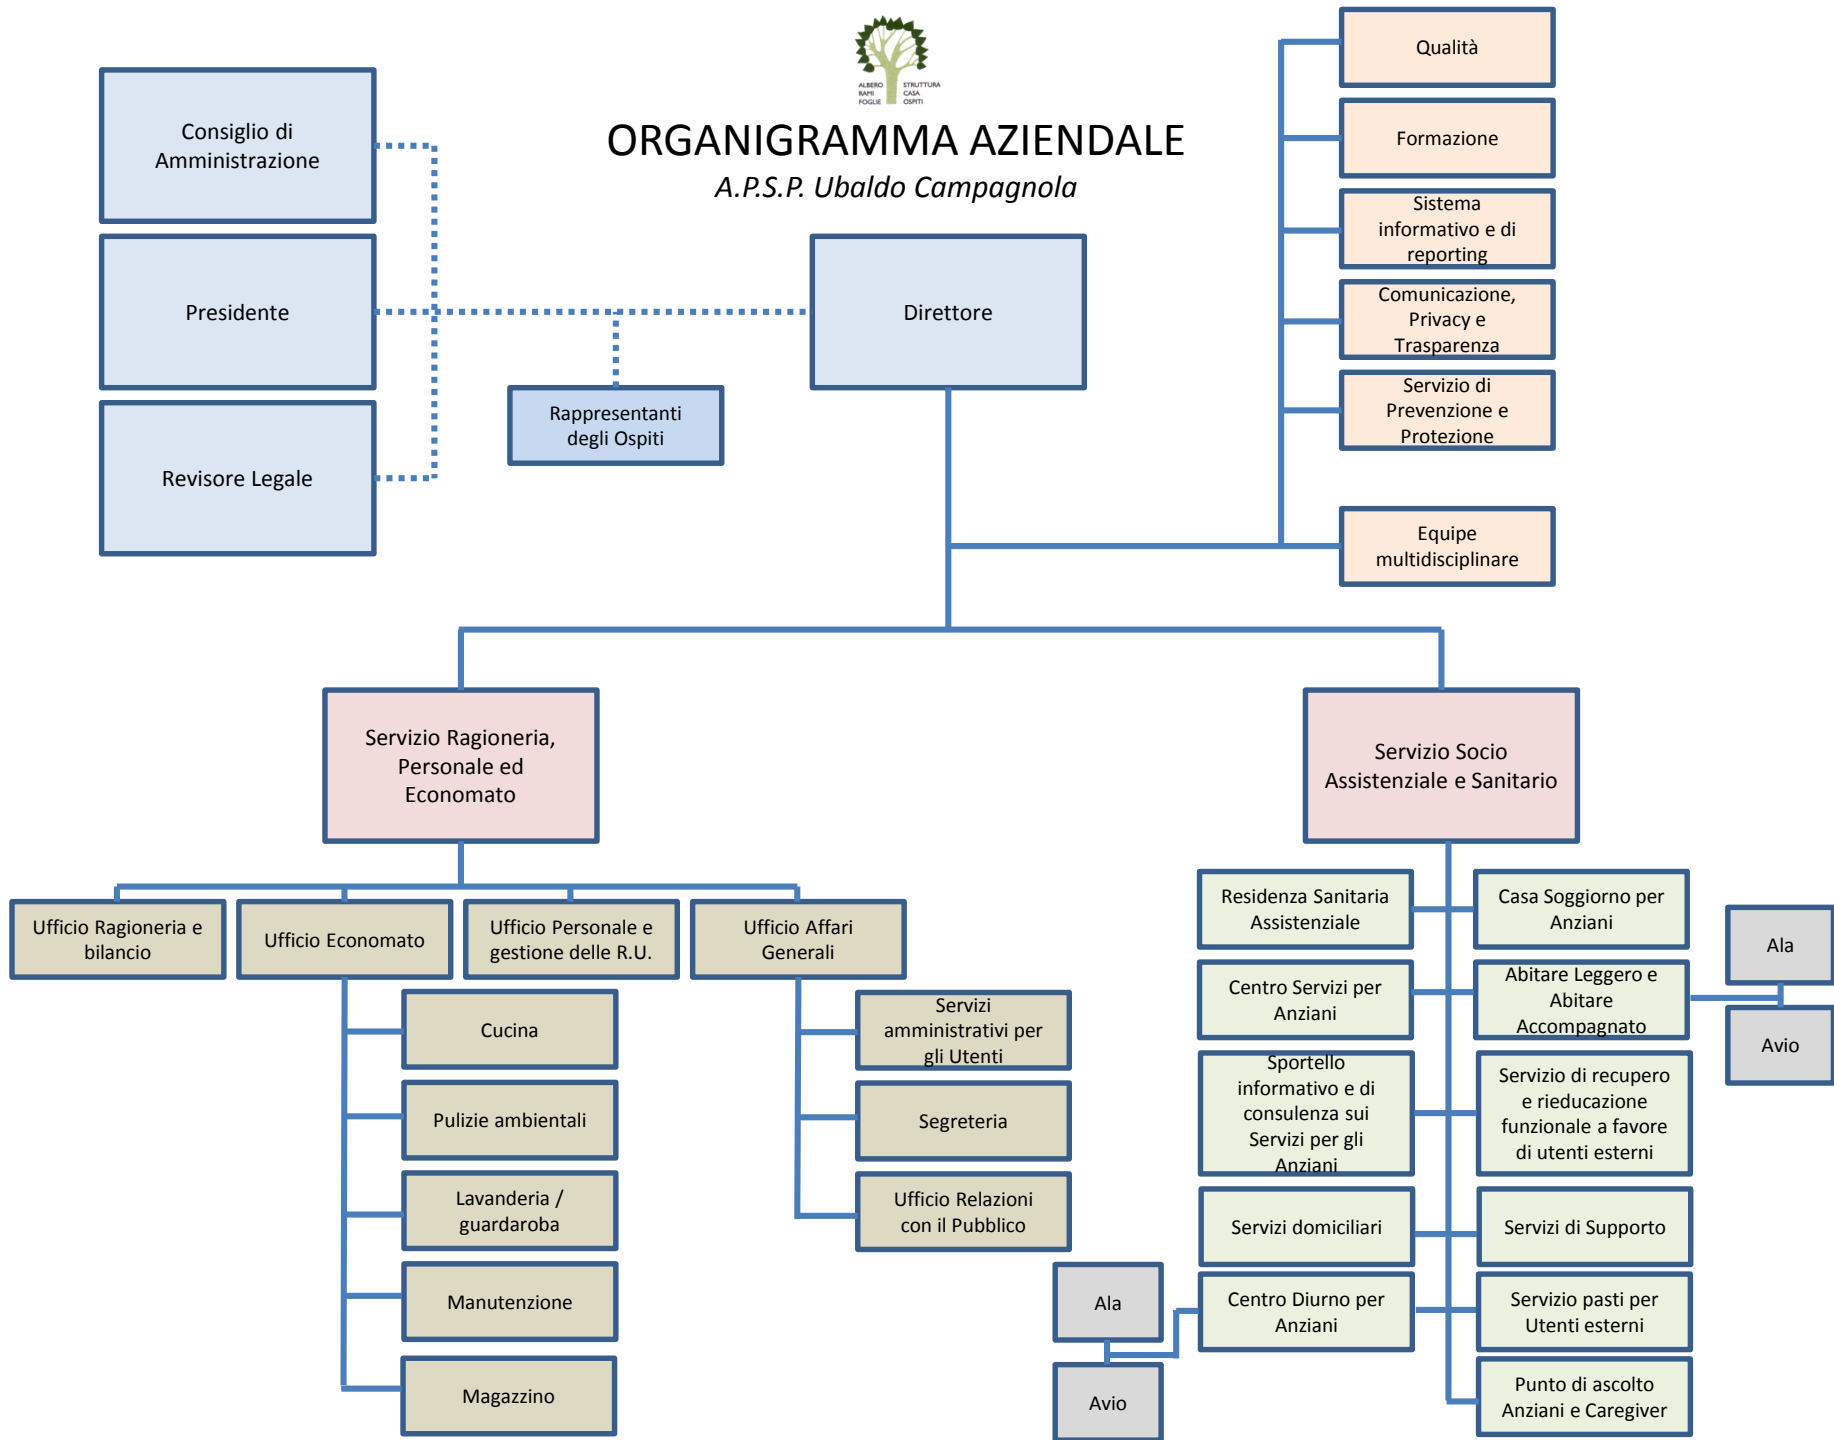 ALBERO
RAMI
FOGLIE
STRUTTURA
CASA
OSPITI
ORGANIGRAMMA AZIENDALE
A.P.S.P. Ubaldo Campagnola
Consiglio di
Amministrazione
Presidente
Revisore Legale
Rappresentanti
degli Ospiti
Direttore
Qualità
Formazione
Sistema
informativo e di
reporting
Comunicazione,
Privacy e
Trasparenza
Servizio di
Prevenzione e
Protezione
Equipe
multidisciplinare
Servizio Ragioneria,
Personale ed
Economato
Servizio Socio
Assistenziale e Sanitario
Ufficio Ragioneria e
bilancio
Ufficio Economato
Ufficio Personale e
gestione delle R.U.
Ufficio Affari
Generali
Cucina
Pulizie ambientali
Lavanderia /
guardaroba
Manutenzione
Magazzino
Servizi
amministrativi per
gli Utenti
Segreteria
Ufficio Relazioni
con il Pubblico
Residenza Sanitaria
Assistenziale
Casa Soggiorno per
Anziani
Centro Servizi per
Anziani
Abitare Leggero e
Abitare
Accompagnato
Ala
Avio
Sportello
informativo e di
consulenza sui
Servizi per gli
Anziani
Servizio di recupero
e rieducazione
funzionale a favore
di utenti esterni
Servizi domiciliari
Servizi di Supporto
Centro Diurno per
Anziani
Ala
Avio
Servizio pasti per
Utenti esterni
Punto di ascolto
Anziani e Caregiver